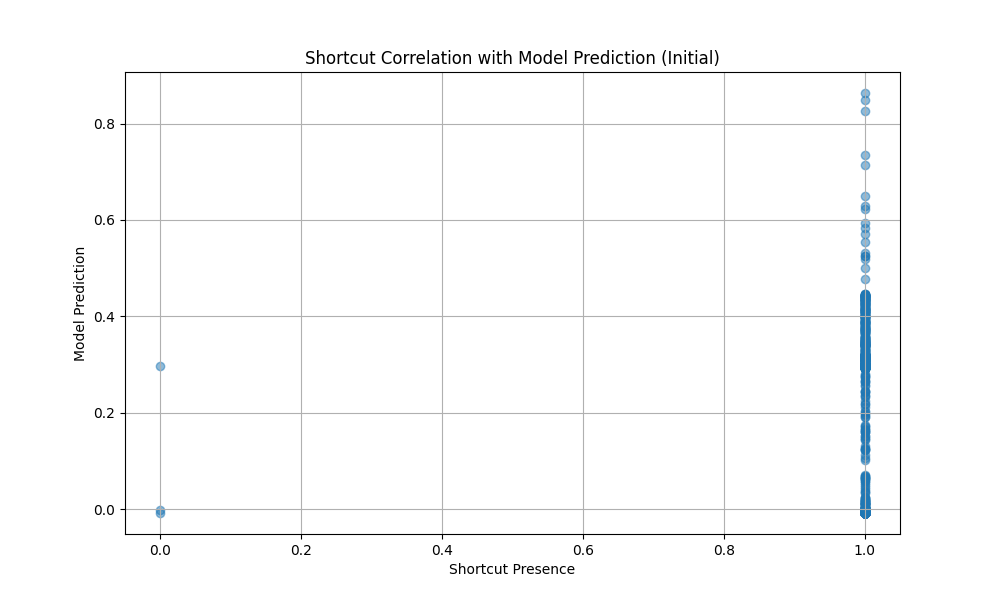 Shortcut Correlation with Model Prediction (Initial)
Model Prediction
0.8
0.6
0.4
0.2
0.0
0.0 0.2 0.4 0.6 0.8 1.0
Shortcut Presence